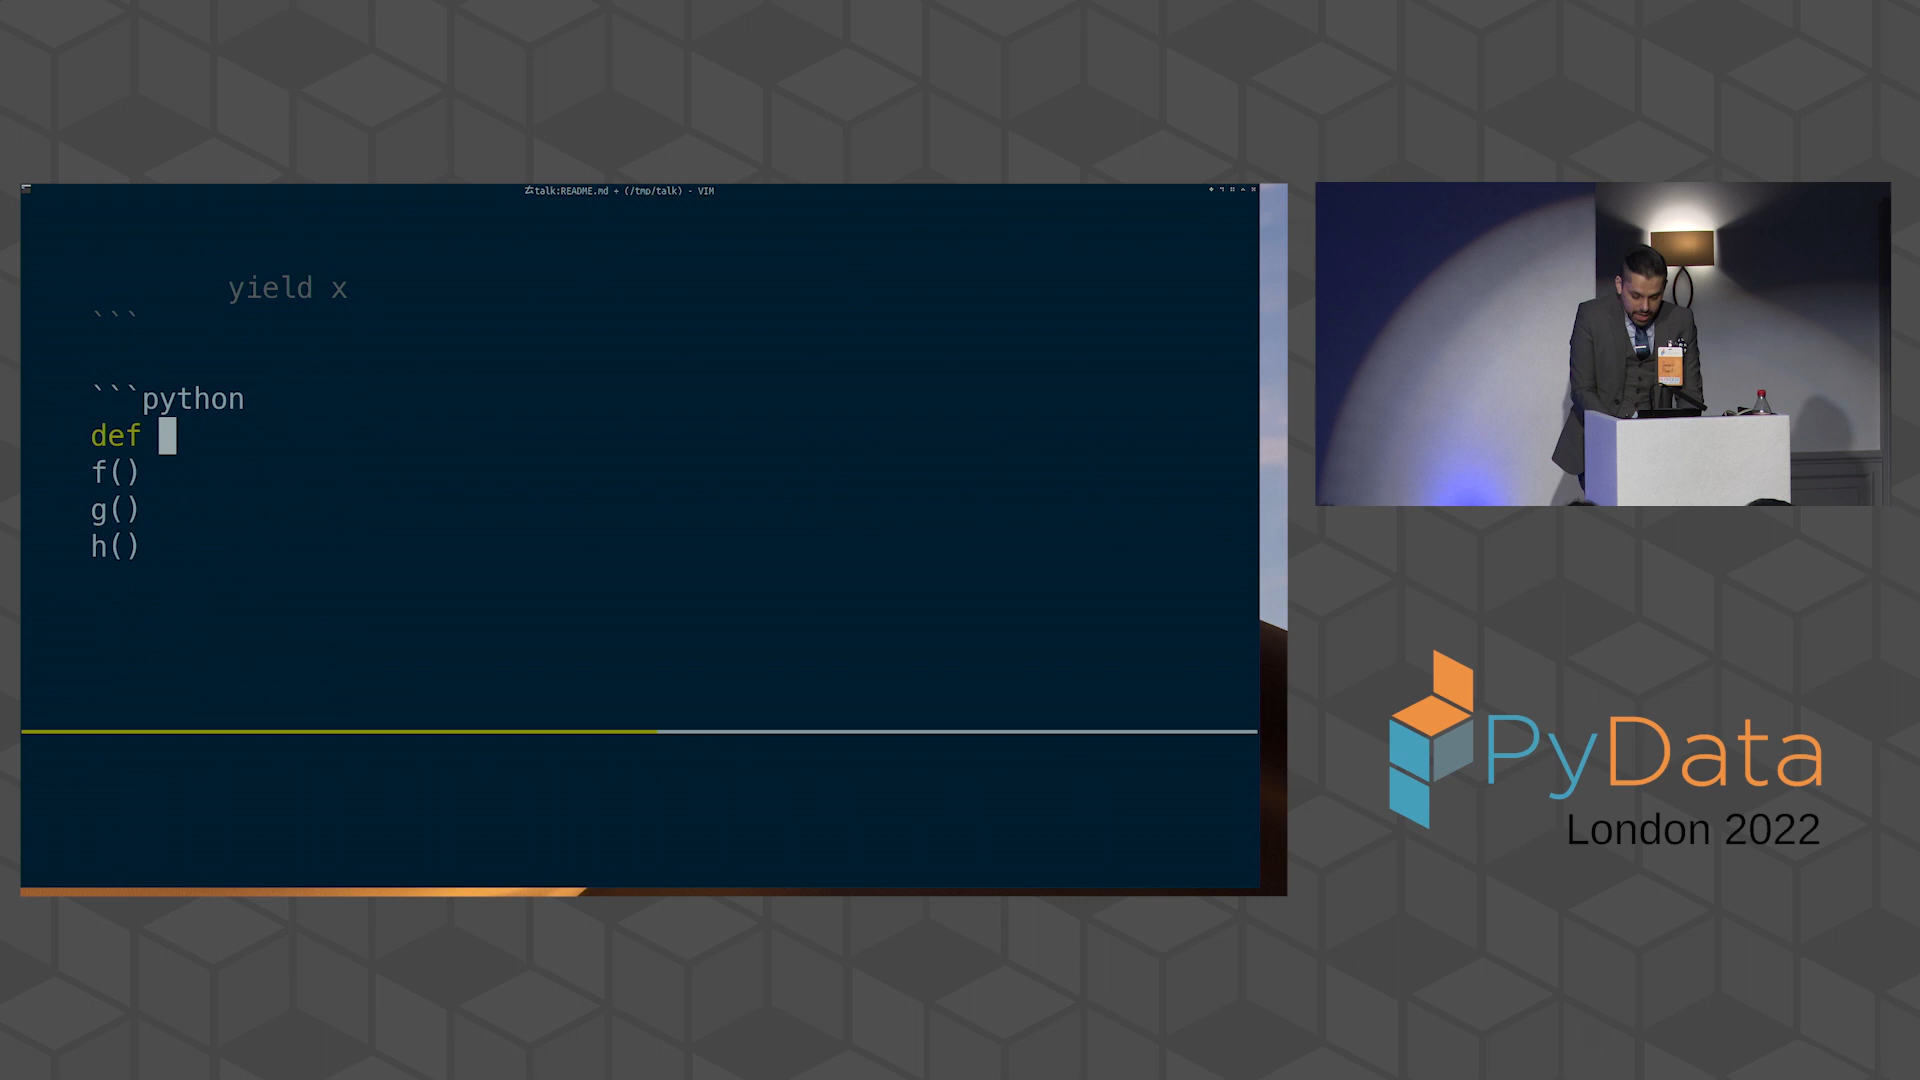 talk:README.md + (/tmp/talk) - VIM
yield x
```
```python
def
f()
g()
h()
PyData
London 2022